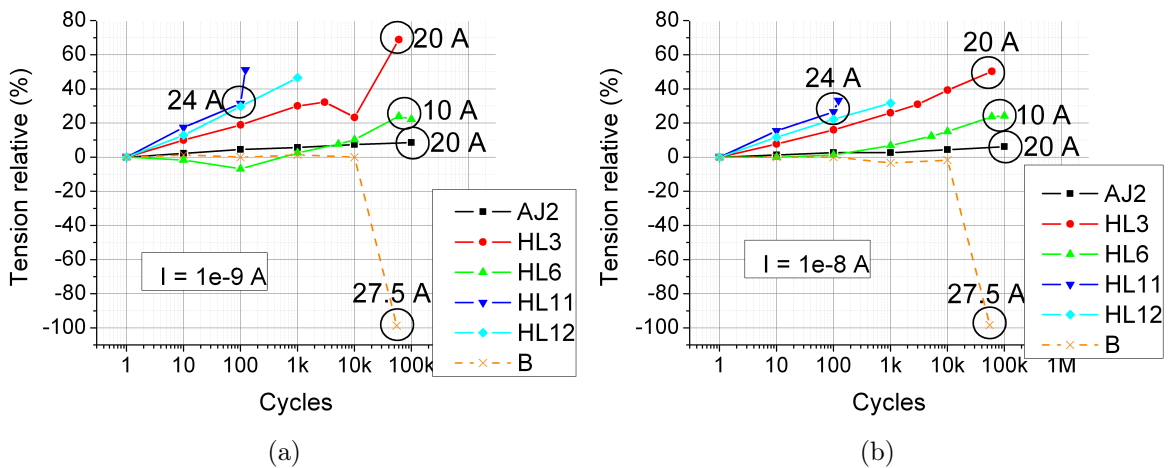 80
60
40
20
0
-20
-40
-60
-80
-100
Tension relative (%)
1
10
100
1k
10k
100k
Cycles
24 A
20 A
10 A
20 A
27.5 A
I = 1e-9 A
AJ2
HL3
HL6
HL11
HL12
B
(a)
80
60
40
20
0
-20
-40
-60
-80
-100
Tension relative (%)
1
10
100
1k
10k
100k
1M
Cycles
24 A
20 A
10 A
20 A
27.5 A
I = 1e-8 A
AJ2
HL3
HL6
HL11
HL12
B
(b)